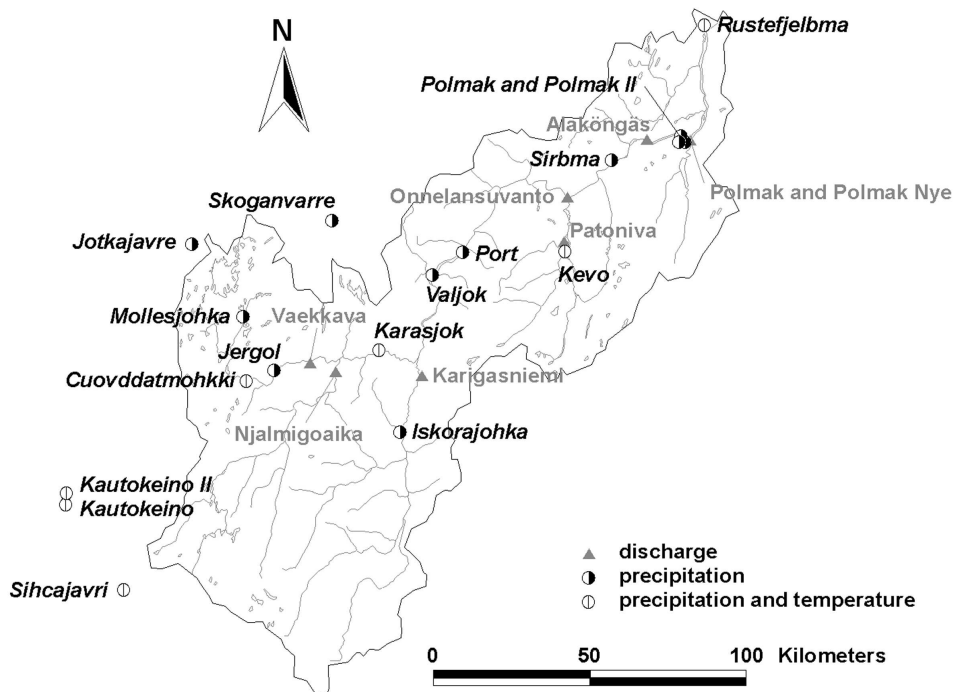 Rustefjelbma
N
Polmak and Polmak II
Alaköngäs
Sirbma
Onnelansuvanto
Polmak and Polmak Nye
Skoganvarre
Patoniva
Jotkajavre
Port
Kevo
Valjok
Mollesjohka
Vaekkava
Karasjok
Jergol
Cuovddatmohkki
Karigasniemi
Njalmigoaika
Iskorajohka
Kautokeino II
Kautokeino
discharge
precipitation
Sihcajavri
precipitation and temperature
0 50 100 Kilometers